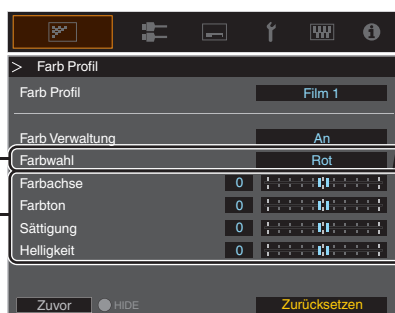 > Farb Profil
Farb Profil Film 1
Farb Verwaltung An
Farbwahl Rot
Farbachse 0
Farbton 0
Sättigung 0
Helligkeit 0
Zuvor HIDE Zurücksetzen